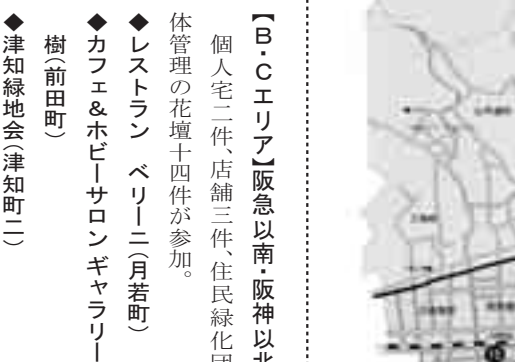 【B・Cエリア】阪急以南・阪神以北
個人宅二件、店舗三件、住民緑化団
体管理の花壇十四件が参加。
◆レストラン　ベリーニ(月若町)
◆カフェ&ホビーサロン ギャラリー
樹(前田町)
◆津知緑地会(津知町二)